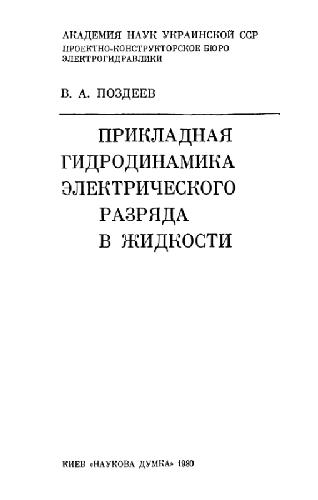 АКАДЕМИЯ НАУК УКРАИНСКОЙ ССР
ПРОЕКТНО-КОНСТРУКТОРСКОЕ БЮРО
ЭЛЕКТРОГИДРАВЛИКИ
В. А. ПОЗДЕЕВ
ПРИКЛАДНАЯ
ГИДРОДИНАМИКА
ЭЛЕКТРИЧЕСКОГО
РАЗРЯДА
В ЖИДКОСТИ
КИЕВ «НАУКОВА ДУМКА» 1980